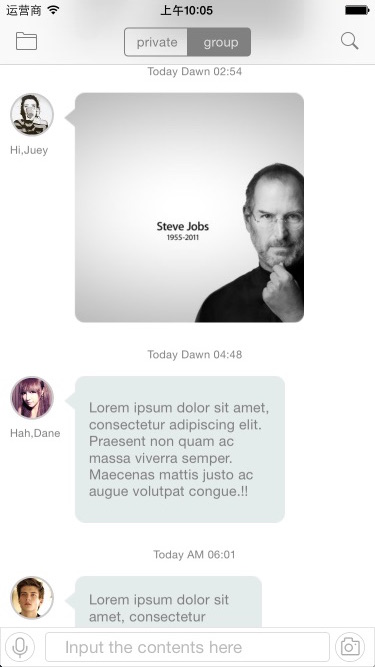 运营商 上午10:05
private group
Today Dawn 02:54
Hi,Juey
Steve Jobs
1955-2011
Today Dawn 04:48
Hah,Dane
Lorem ipsum dolor sit amet,
consectetur adipiscing elit.
Praesent non quam ac
massa viverra semper.
Maecenas mattis justo ac
augue volutpat congue.!!
Today AM 06:01
Lorem ipsum dolor sit
amet, consectetur
Input the contents here